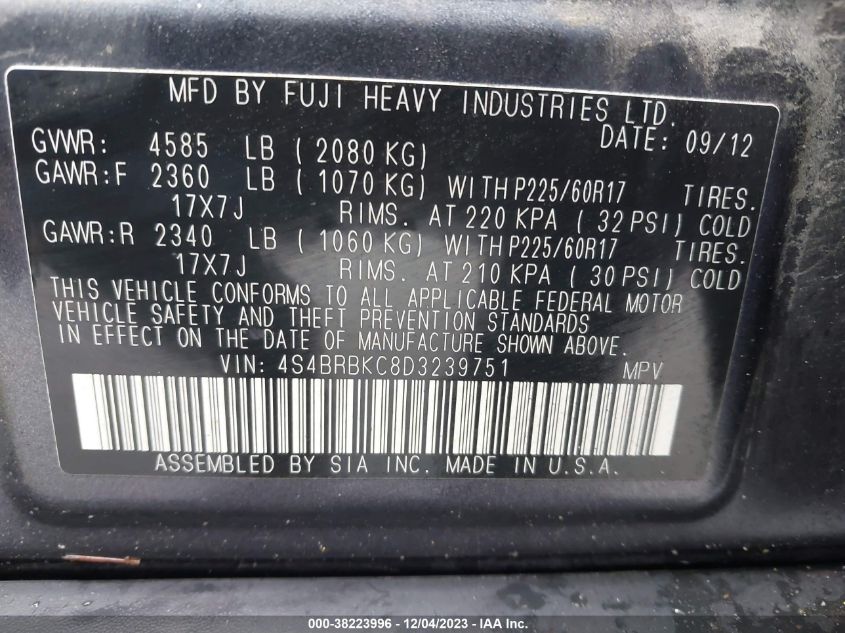 MFD BY FUJI HEAVY INDUSTRIES LTD.
DATE: 09/12
GVWR: 4585 LB ( 2080 KG)
GAWR:F 2360 LB ( 1070 KG) WITH P225/60R17 TIRES.
17X7J RIMS. AT 220 KPA ( 32 PSI) COLD
GAWR:R 2340 LB ( 1060 KG) WITH P225/60R17 TIRES.
17X7J RIMS. AT 210 KPA ( 30 PSI) COLD
THIS VEHICLE CONFORMS TO ALL APPLICABLE FEDERAL MOTOR
VEHICLE SAFETY AND THEFT PREVENTION STANDARDS
IN EFFECT ON THE DATE OF MANUFACTURE SHOWN ABOVE.
VIN: 4S4BRBKC8D3239751 MPV
ASSEMBLED BY SIA INC. MADE IN U.S.A.
000-38223996 - 12/04/2023 - IAA Inc.